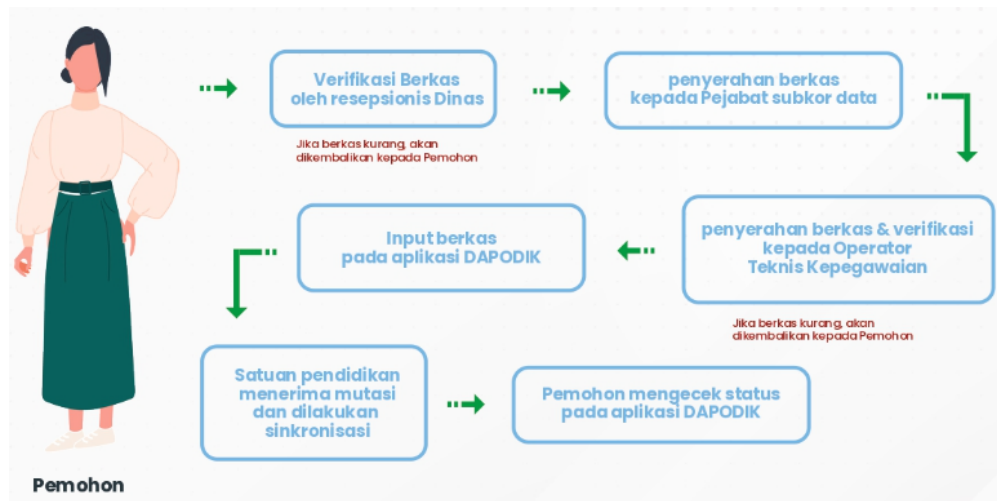 Verifikasi Berkas
oleh resepsionis Dinas
Jika berkas kurang, akan
dikembalikan kepada Pemohon
penyerahan berkas
kepada Pejabat subkor data
penyerahan berkas & verifikasi
kepada Operator
Teknis Kepegawaian
Jika berkas kurang, akan
dikembalikan kepada Pemohon
Input berkas
pada aplikasi DAPODIK
Satuan pendidikan
menerima mutasi
dan dilakukan
sinkronisasi
Pemohon mengecek status
pada aplikasi DAPODIK
Pemohon